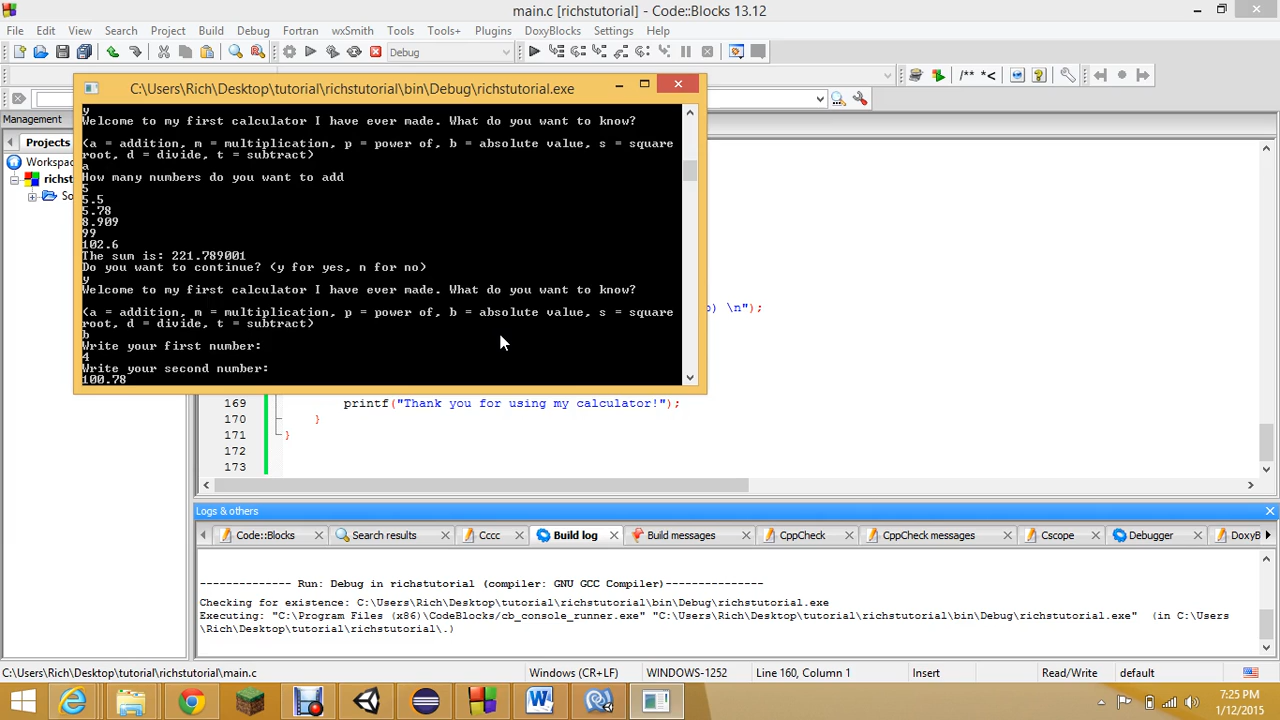 main.c [richstutorial] - Code::Blocks 13.12
File Edit View Search Project Build Debug Fortran wxSmith Tools Tools+ Plugins DoxyBlocks Settings Help
Debug
/** *<
C:\Users\Rich\Desktop\tutorial\richstutorial\bin\Debug\richstutorial.exe
y
Welcome to my first calculator I have ever made. What do you want to know?
(a = addition, m = multiplication, p = power of, b = absolute value, s = square
root, d = divide, t = subtract)
a
How many numbers do you want to add
5
5.5
5.78
8.909
99
102.6
The sum is: 221.789001
Do you want to continue? (y for yes, n for no)
y
Welcome to my first calculator I have ever made. What do you want to know?
(a = addition, m = multiplication, p = power of, b = absolute value, s = square
root, d = divide, t = subtract)
b
Write your first number:
4
Write your second number:
100.78
Management
Projects
Workspa
richst
So
o) \n");
169 printf("Thank you for using my calculator!");
170 }
171 }
172
173
Logs & others
Code::Blocks Search results Cccc Build log Build messages CppCheck CppCheck messages Cscope Debugger DoxyB
-------------- Run: Debug in richstutorial (compiler: GNU GCC Compiler)---------------
Checking for existence: C:\Users\Rich\Desktop\tutorial\richstutorial\bin\Debug\richstutorial.exe
Executing: "C:\Program Files (x86)\CodeBlocks/cb_console_runner.exe" "C:\Users\Rich\Desktop\tutorial\richstutorial\bin\Debug\richstutorial.exe" (in C:\Users
\Rich\Desktop\tutorial\richstutorial\.)
C:\Users\Rich\Desktop\tutorial\richstutorial\main.c Windows (CR+LF) WINDOWS-1252 Line 160, Column 1 Insert Read/Write default
7:25 PM
1/12/2015